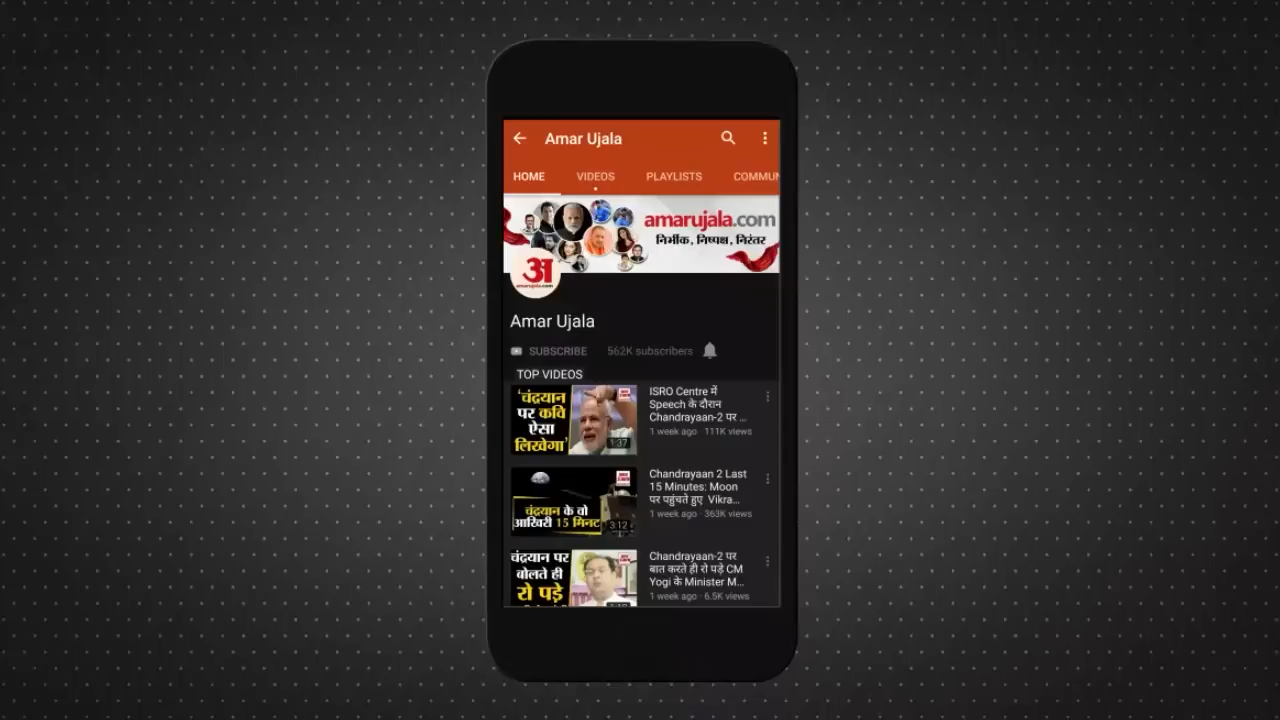 Amar Ujala
HOME VIDEOS PLAYLISTS COMMUN
amarujala.com
निर्भीक, निष्पक्ष, निरंतर
अ
amarujala.com
Amar Ujala
SUBSCRIBE 562K subscribers
TOP VIDEOS
'चंद्रयान
पर कवि
ऐसा
लिखेगा'
1:37
ISRO Centre में
Speech के दौरान
Chandrayaan-2 पर ...
1 week ago · 111K views
चंद्रयान के वो
आखिरी 15 मिनट
3:12
Chandrayaan 2 Last
15 Minutes: Moon
पर पहुंचते हुए Vikra...
1 week ago · 363K views
चंद्रयान पर
बोलते ही
रो पड़े
Chandrayaan-2 पर
बात करते ही रो पड़े CM
Yogi के Minister M...
1 week ago · 6.5K views